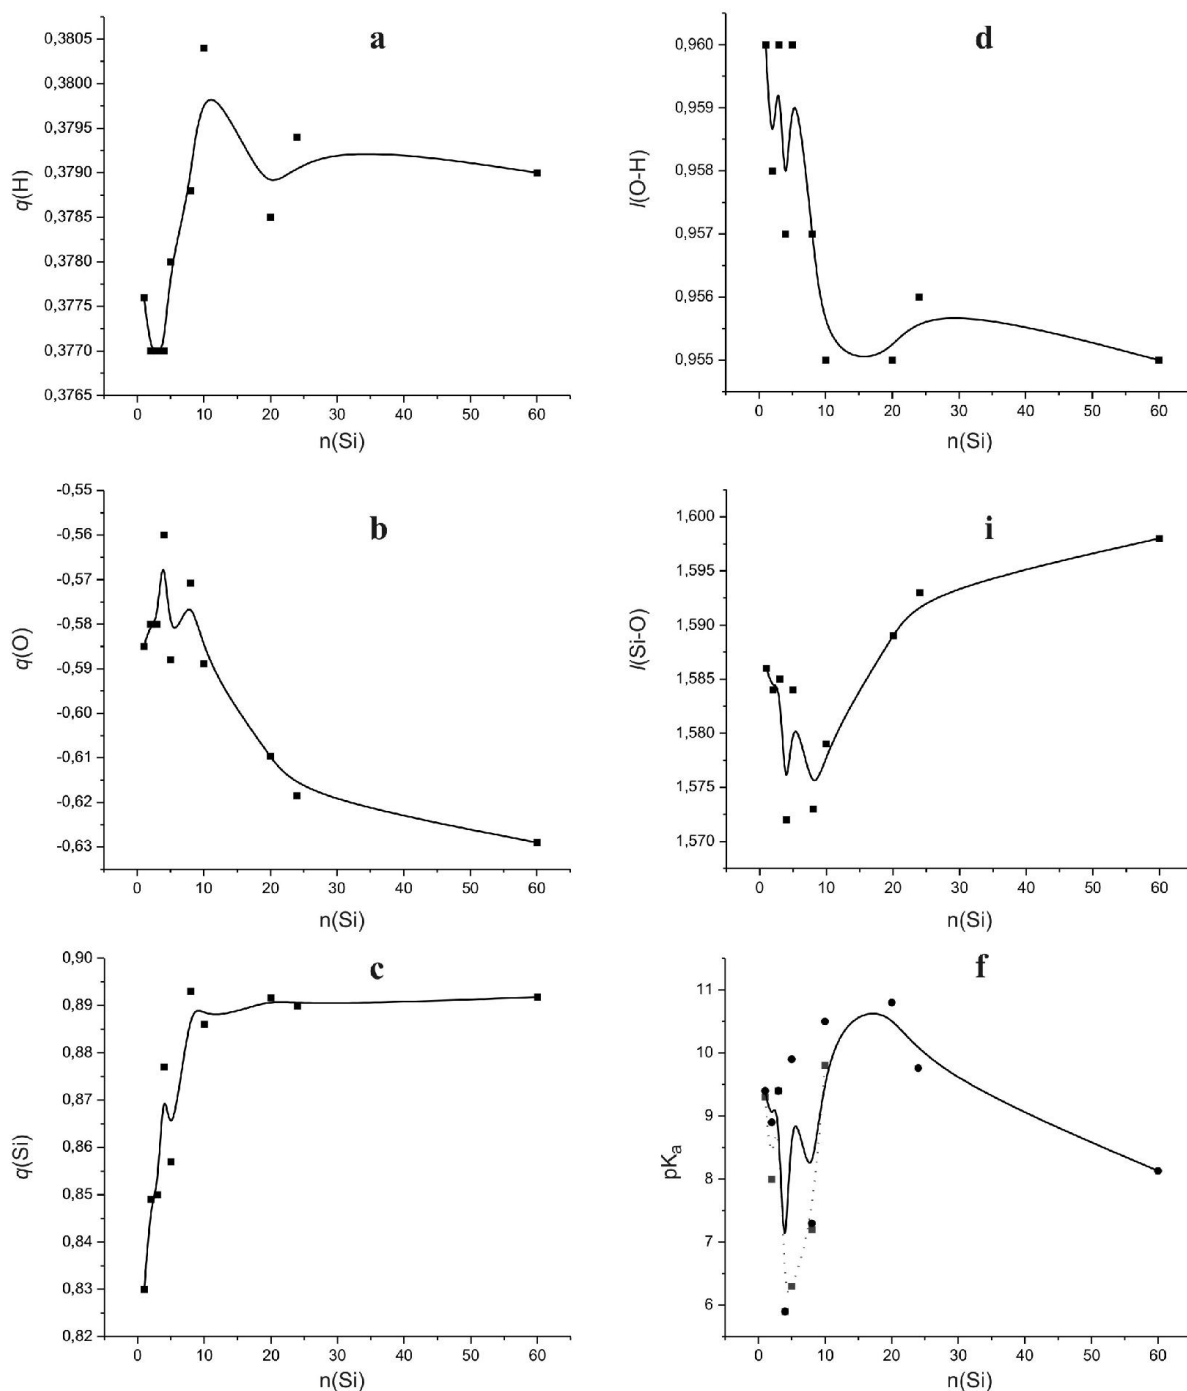 a
0,3805
0,3800
0,3795
0,3790
0,3785
0,3780
0,3775
0,3770
0,3765
q(H)
0 10 20 30 40 50 60
n(Si)
d
0,960
0,959
0,958
0,957
0,956
0,955
l(O-H)
0 10 20 30 40 50 60
n(Si)
b
-0,55
-0,56
-0,57
-0,58
-0,59
-0,60
-0,61
-0,62
-0,63
q(O)
0 10 20 30 40 50 60
n(Si)
i
1,600
1,595
1,590
1,585
1,580
1,575
1,570
l(Si-O)
0 10 20 30 40 50 60
n(Si)
c
0,90
0,89
0,88
0,87
0,86
0,85
0,84
0,83
0,82
q(Si)
0 10 20 30 40 50 60
n(Si)
f
11
10
9
8
7
6
pKₐ
0 10 20 30 40 50 60
n(Si)